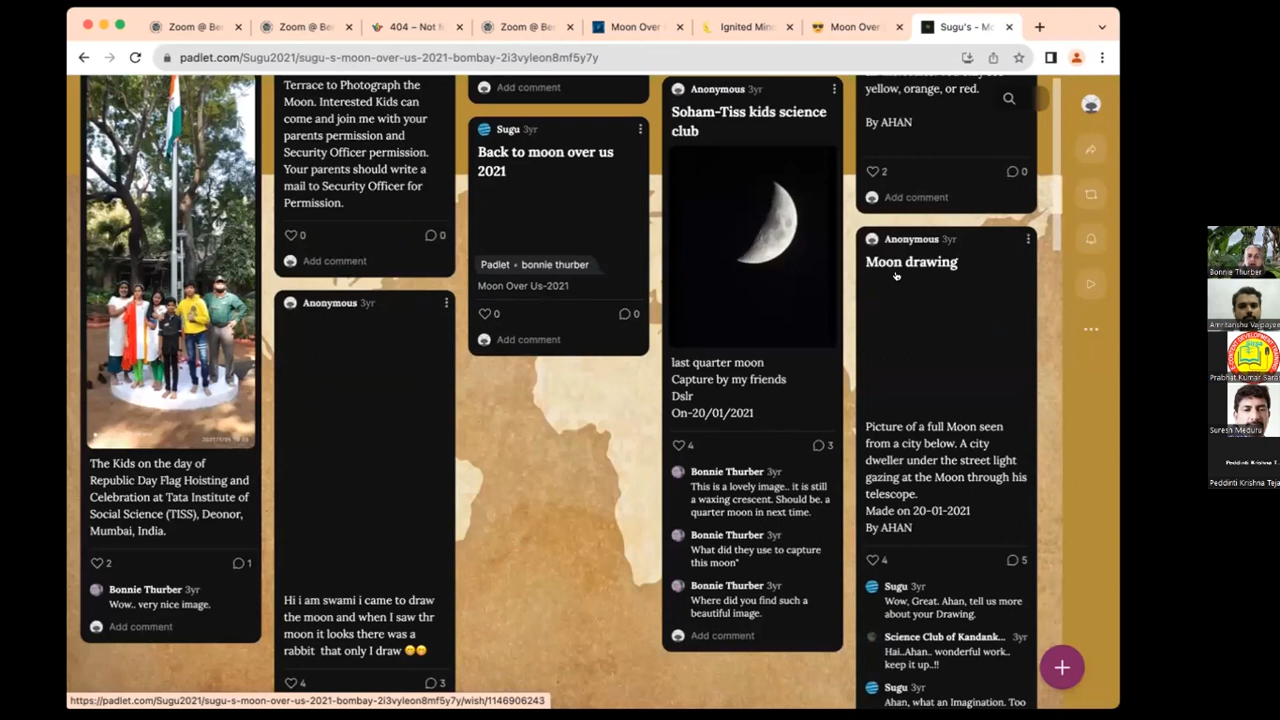 Zoom @ Be
Zoom @ Be
404 – Not f
Zoom @ Be
Moon Over
Ignited Min
Moon Over
Sugu's - Mo
padlet.com/Sugu2021/sugu-s-moon-over-us-2021-bombay-2i3vyleon8mf5y7y
The Kids on the day of
Republic Day Flag Hoisting and
Celebration at Tata Institute of
Social Science (TISS), Deonor,
Mumbai, India.
2
1
Bonnie Thurber 3yr
Wow.. very nice image.
Add comment
Terrace to Photograph the
Moon. Interested Kids can
come and join me with your
parents permission and
Security Officer permission.
Your parents should write a
mail to Security Officer for
Permission.
0
0
Add comment
Anonymous 3yr
Hi i am swami i came to draw
the moon and when I saw thr
moon it looks there was a
rabbit that only I draw 😁😁
4
3
Add comment
Sugu 3yr
Back to moon over us
2021
Padlet • bonnie thurber
Moon Over Us-2021
0
0
Add comment
Anonymous 3yr
Soham-Tiss kids science
club
last quarter moon
Capture by my friends
Dslr
On-20/01/2021
4
3
Bonnie Thurber 3yr
This is a lovely image.. it is still
a waxing crescent. Should be. a
quarter moon in next time.
Bonnie Thurber 3yr
What did they use to capture
this moon"
Bonnie Thurber 3yr
Where did you find such a
beautiful image.
Add comment
yellow, orange, or red.
By AHAN
2
0
Add comment
Anonymous 3yr
Moon drawing
Picture of a full Moon seen
from a city below. A city
dweller under the street light
gazing at the Moon through his
telescope.
Made on 20-01-2021
By AHAN
4
5
Sugu 3yr
Wow, Great. Ahan, tell us more
about your Drawing.
Science Club of Kandank... 3yr
Hai..Ahan.. wonderful work..
keep it up..!!
Sugu 3yr
Ahan, what an Imagination. Too
https://padlet.com/Sugu2021/sugu-s-moon-over-us-2021-bombay-2i3vyleon8mf5y7y/wish/1146906243
Bonnie Thurber
Amritanshu Vajpayee
Prabhat Kumar Sara
Suresh Meduru
Peddinti Krishna T...
Peddinti Krishna Teja